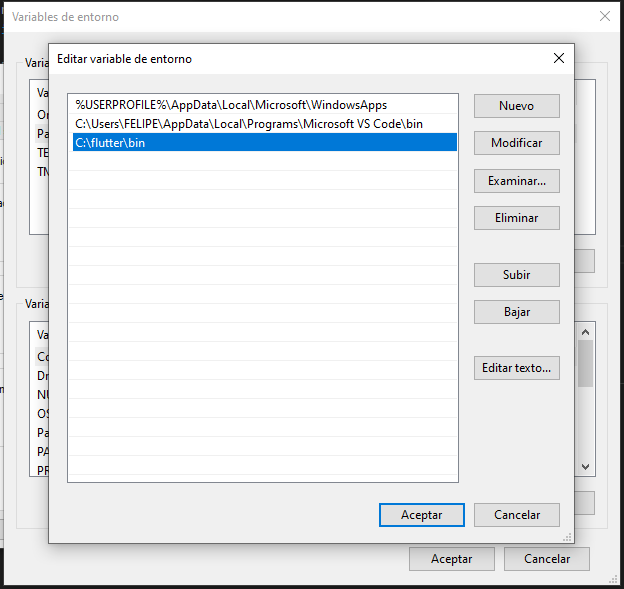 Variables de entorno
Editar variable de entorno
%USERPROFILE%\AppData\Local\Microsoft\WindowsApps
C:\Users\FELIPE\AppData\Local\Programs\Microsoft VS Code\bin
C:\flutter\bin
Nuevo
Modificar
Examinar...
Eliminar
Subir
Bajar
Editar texto...
Aceptar
Cancelar
Varia
Va
On
Pa
TE
TM
Varia
Va
Co
Dr
NU
OS
Pa
PA
PR
Aceptar
Cancelar